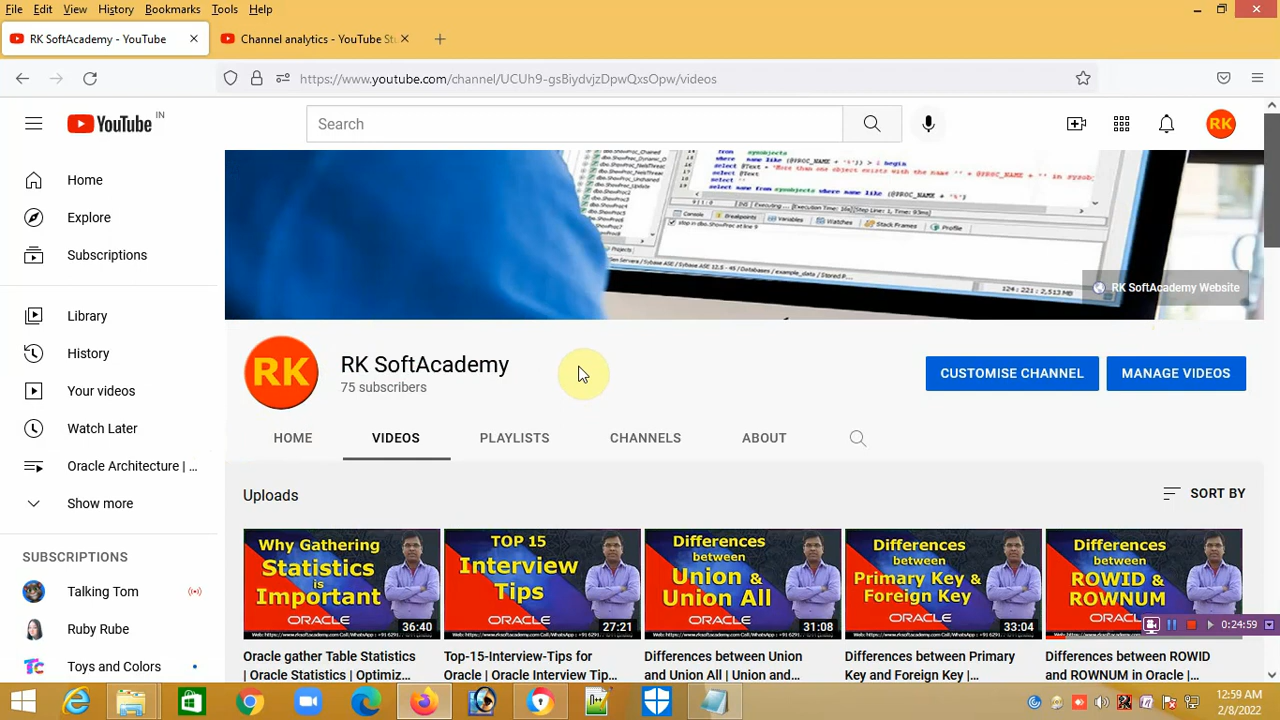 File Edit View History Bookmarks Tools Help
RK SoftAcademy - YouTube
Channel analytics - YouTube St
https://www.youtube.com/channel/UCUh9-gsBiydvjzDpwQxsOpw/videos
YouTube IN
Search
RK
Home
Explore
Subscriptions
Library
History
Your videos
Watch Later
Oracle Architecture | ...
Show more
SUBSCRIPTIONS
Talking Tom
Ruby Rube
Toys and Colors
RK SoftAcademy Website
RK
RK SoftAcademy
75 subscribers
CUSTOMISE CHANNEL
MANAGE VIDEOS
HOME VIDEOS PLAYLISTS CHANNELS ABOUT
Uploads
SORT BY
Why Gathering
Statistics
is
Important
ORACLE
36:40
TOP 15
Interview
Tips
ORACLE
27:21
Differences
between
Union &
Union All
ORACLE
31:08
Differences
between
Primary Key &
Foreign Key
ORACLE
33:04
Differences
between
ROWID &
ROWNUM
ORACLE
0:24:59
Oracle gather Table Statistics
| Oracle Statistics | Optimiz...
Top-15-Interview-Tips for
Oracle | Oracle Interview Tip...
Differences between Union
and Union All | Union and...
Differences between Primary
Key and Foreign Key |...
Differences between ROWID
and ROWNUM in Oracle |...
12:59 AM
2/8/2022